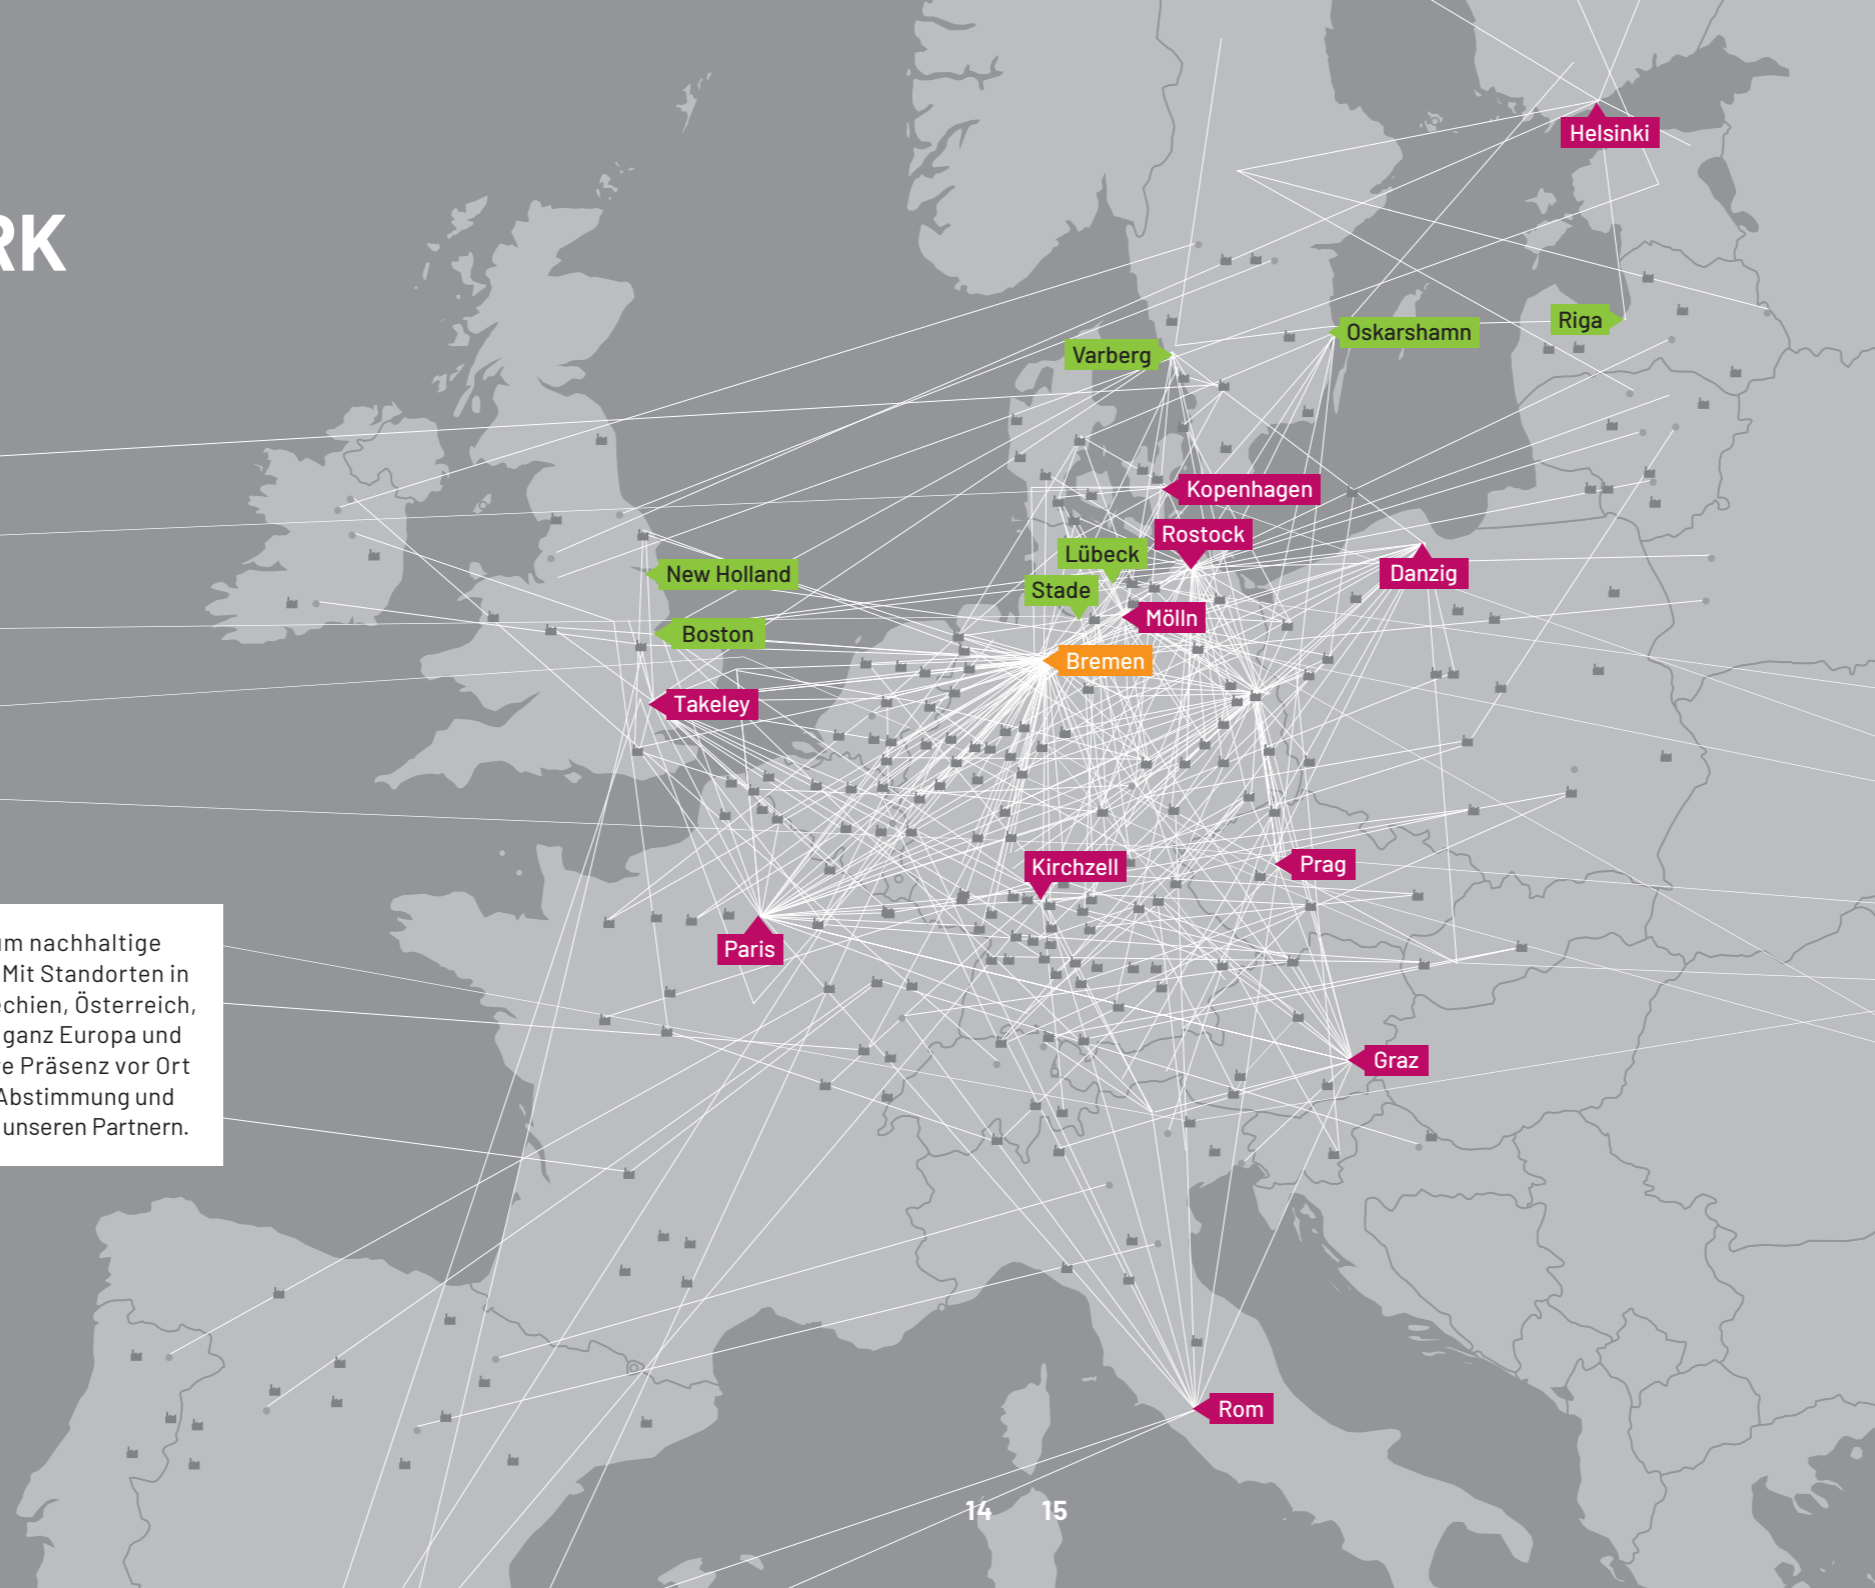 RK
Helsinki
Riga
Oskarshamn
Varberg
Kopenhagen
Rostock
Lübeck
New Holland
Danzig
Stade
Mölln
Boston
Bremen
Takeley
Kirchzell
Prag
Paris
um nachhaltige
Mit Standorten in
echien, Österreich,
ganz Europa und
e Präsenz vor Ort
Abstimmung und
unseren Partnern.
Graz
Rom
14 15